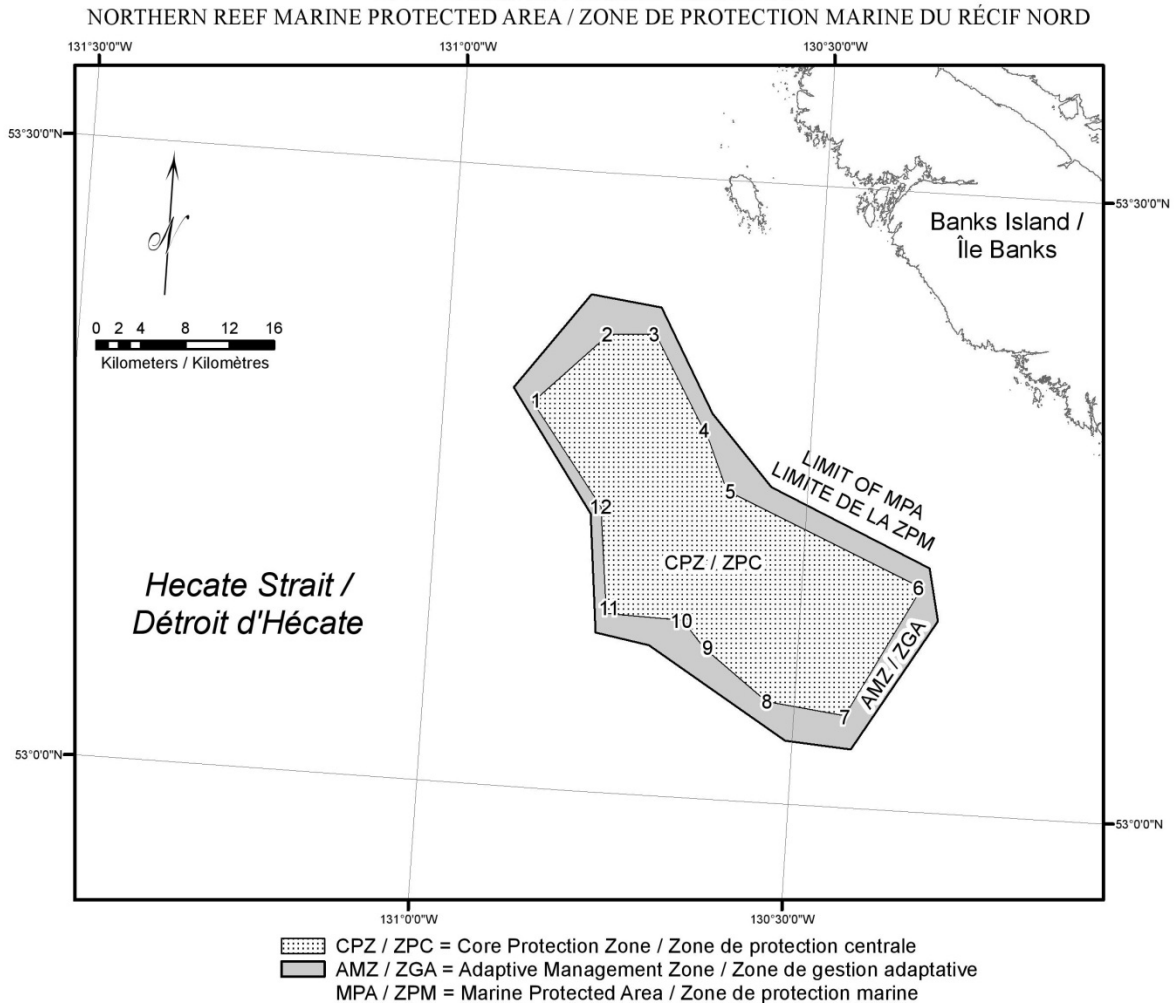 NORTHERN REEF MARINE PROTECTED AREA / ZONE DE PROTECTION MARINE DU RÉCIF NORD
131°30'0"W
131°0'0"W
130°30'0"W
53°30'0"N
53°30'0"N
N
Banks Island /
Île Banks
0 2 4 8 12 16
Kilometers / Kilomètres
2 3
1
4
LIMIT OF MPA
LIMITE DE LA ZPM
5
12
CPZ / ZPC
Hecate Strait /
Détroit d'Hécate
6
11
10
9
AMZ / ZGA
8
7
53°0'0"N
53°0'0"N
131°0'0"W
130°30'0"W
CPZ / ZPC = Core Protection Zone / Zone de protection centrale
AMZ / ZGA = Adaptive Management Zone / Zone de gestion adaptative
MPA / ZPM = Marine Protected Area / Zone de protection marine